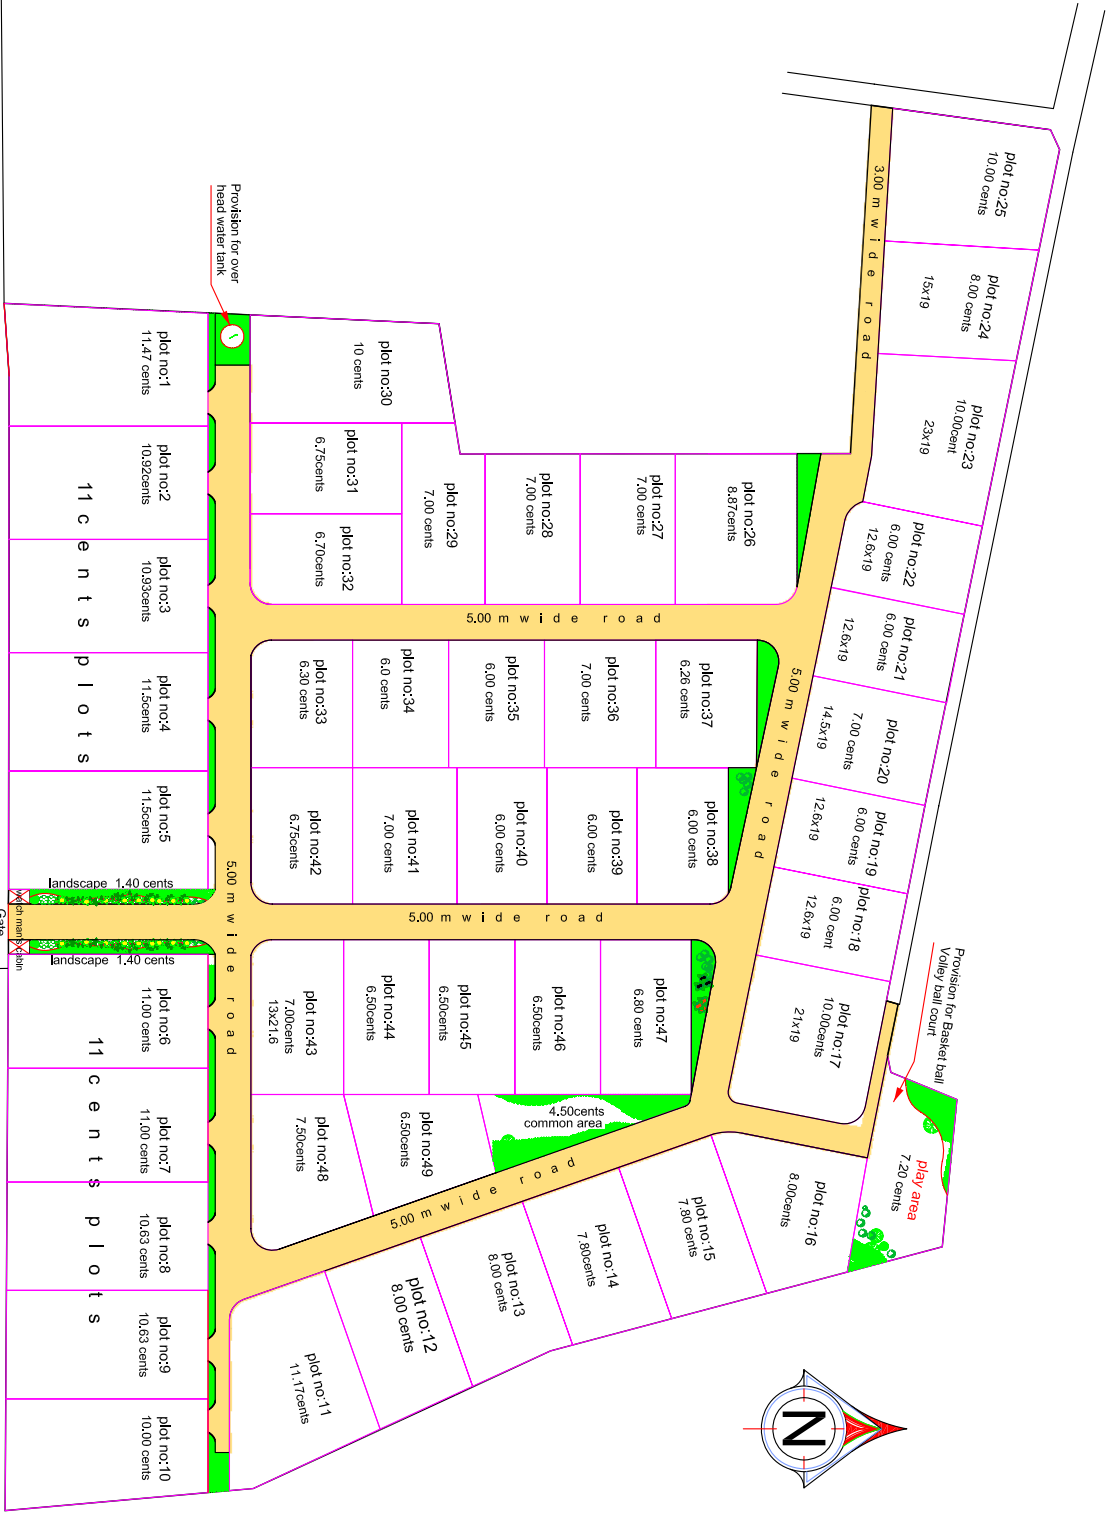 plot no:25
10.00 cents
plot no:24
8.00 cents
15x19
plot no:23
10.00cent
23x19
plot no:22
6.00 cents
12.6x19
plot no:21
6.00 cents
12.6x19
plot no:20
7.00 cents
14.5x19
plot no:19
6.00 cents
12.6x19
plot no:18
6.00 cent
12.6x19
plot no:17
10.00cents
21x19
Provision for Basket ball
Volley ball court
play area
7.20 cents
3.00 m wide road
5.00 m wide road
plot no:16
8.00cents
plot no:15
7.80 cents
plot no:14
7.80cents
plot no:13
8.00 cents
plot no:12
8.00 cents
plot no:11
11.17cents
5.00 m wide road
plot no:26
8.87cents
plot no:27
7.00 cents
plot no:28
7.00 cents
plot no:29
7.00 cents
plot no:30
10 cents
plot no:31
6.75cents
plot no:32
6.70cents
5.00 m wide road
plot no:37
6.26 cents
plot no:36
7.00 cents
plot no:35
6.00 cents
plot no:34
6.0 cents
plot no:33
6.30 cents
plot no:38
6.00 cents
plot no:39
6.00 cents
plot no:40
6.00 cents
plot no:41
7.00 cents
plot no:42
6.75cents
5.00 m wide road
plot no:47
6.80 cents
plot no:46
6.50cents
plot no:45
6.50cents
plot no:44
6.50cents
plot no:43
7.00cents
13x21.6
4.50cents
common area
plot no:49
6.50cents
plot no:48
7.50cents
Provision for over
head water tank
5.00 m wide road
plot no:1
11.47 cents
plot no:2
10.92cents
plot no:3
10.93cents
plot no:4
11.5cents
plot no:5
11.5cents
11 cents plots
landscape 1.40 cents
landscape 1.40 cents
man's cabin
Gate
plot no:6
11.00 cents
plot no:7
11.00 cents
plot no:8
10.63 cents
plot no:9
10.63 cents
plot no:10
10.00 cents
11 cents plots
N